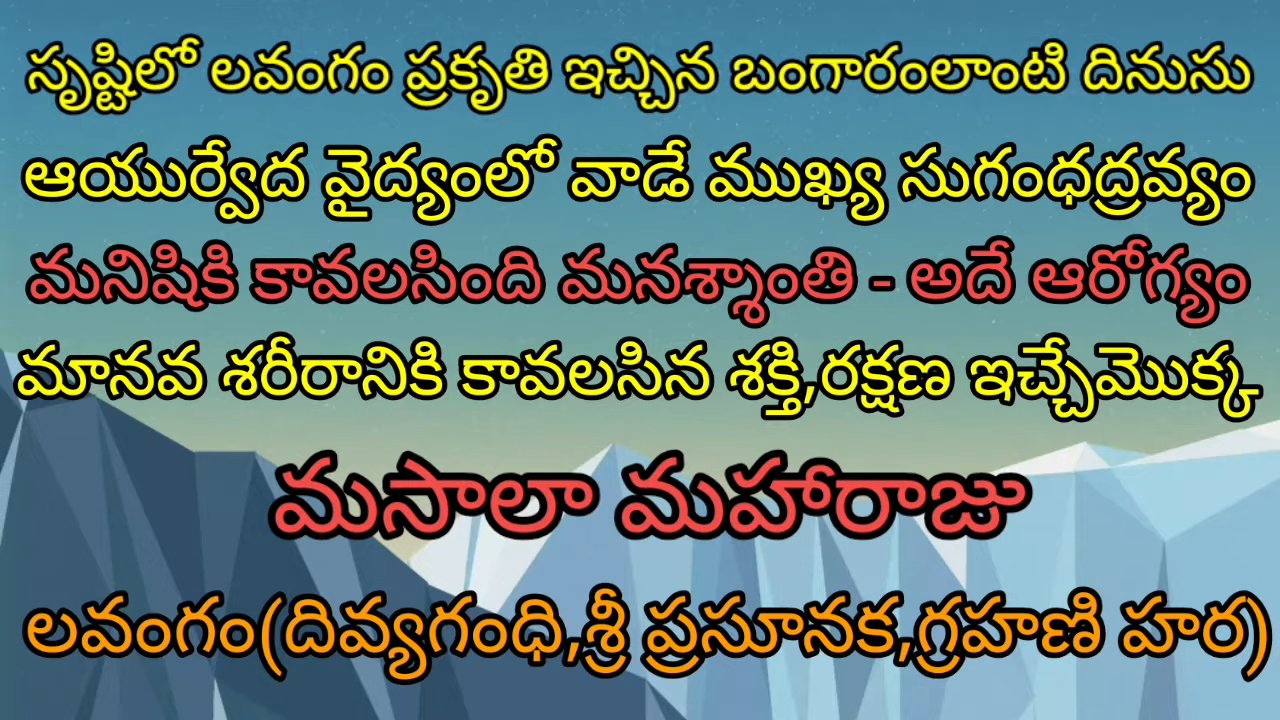 సృష్టిలో లవంగం ప్రకృతి ఇచ్చిన బంగారంలాంటి దినుసు
ఆయుర్వేద వైద్యంలో వాడే ముఖ్య సుగంధద్రవ్యం
మనిషికి కావలసింది మనశ్శాంతి - అదే ఆరోగ్యం
మానవ శరీరానికి కావలసిన శక్తి,రక్షణ ఇచ్చేమొక్క
మసాలా మహారాజు
లవంగం(దివ్యగంధి,శ్రీ ప్రసూనక,గ్రహణి హర)